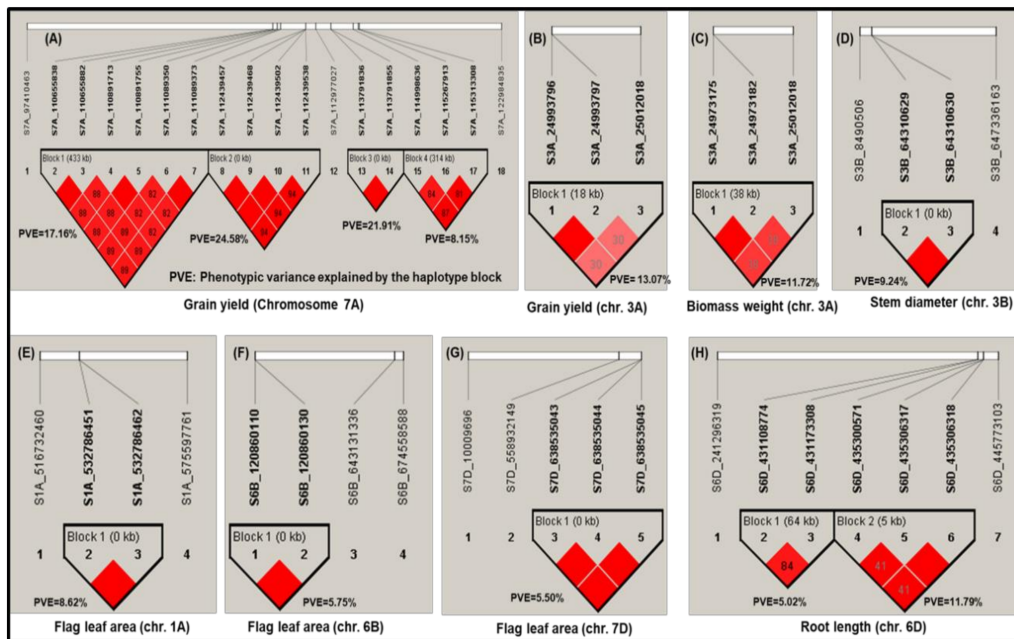 (A)
S7A_97410463
S7A_110655838
S7A_110655882
S7A_110891713
S7A_110891755
S7A_111089350
S7A_111089373
S7A_112439457
S7A_112439468
S7A_112439502
S7A_112439538
S7A_112977027
S7A_113791836
S7A_113791855
S7A_114998636
S7A_115267913
S7A_115313308
S7A_122984835
Block 1 (433 kb) Block 2 (0 kb) Block 3 (0 kb) Block 4 (314 kb)
1 2 3 4 5 6 7 8 9 10 11 12 13 14 15 16 17 18
PVE=17.16%
PVE=24.58%
PVE=21.91%
PVE=8.15%
PVE: Phenotypic variance explained by the haplotype block
Grain yield (Chromosome 7A)
(B)
S3A_24993796
S3A_24993797
S3A_25012018
Block 1 (18 kb)
1 2 3
30
30
PVE= 13.07%
Grain yield (chr. 3A)
(C)
S3A_24973175
S3A_24973182
S3A_25012018
Block 1 (38 kb)
1 2 3
PVE=11.72%
Biomass weight (chr. 3A)
(D)
S3B_8490506
S3B_64310629
S3B_64310630
S3B_647336163
Block 1 (0 kb)
1 2 3 4
PVE=9.24%
Stem diameter (chr. 3B)
(E)
S1A_516732460
S1A_532786451
S1A_532786462
S1A_575597761
Block 1 (0 kb)
1 2 3 4
PVE=8.62%
Flag leaf area (chr. 1A)
(F)
S6B_120860110
S6B_120860130
S6B_643131336
S6B_674558588
Block 1 (0 kb)
1 2 3 4
PVE=5.75%
Flag leaf area (chr. 6B)
(G)
S7D_10009696
S7D_558932149
S7D_638535043
S7D_638535044
S7D_638535045
Block 1 (0 kb)
1 2 3 4 5
PVE=5.50%
Flag leaf area (chr. 7D)
(H)
S6D_241296319
S6D_431108774
S6D_431173308
S6D_435300571
S6D_435306317
S6D_435306318
S6D_445773103
Block 1 (64 kb) Block 2 (5 kb)
1 2 3 4 5 6 7
84 41
41
PVE=5.02%
PVE=11.79%
Root length (chr. 6D)